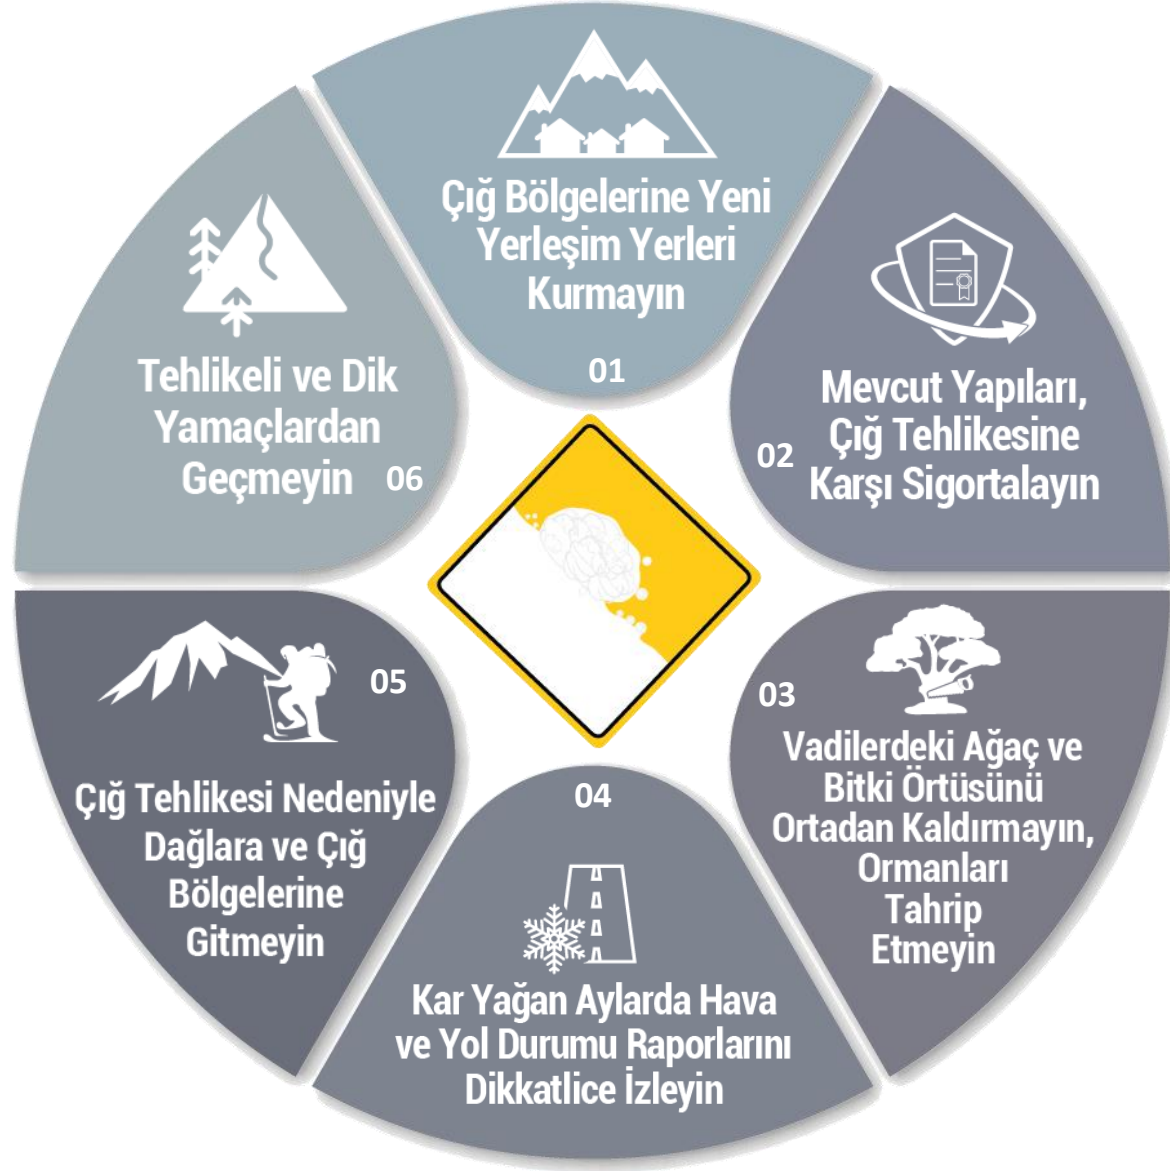 Çığ Bölgelerine Yeni
Yerleşim Yerleri
Kurmayın
01
Mevcut Yapıları,
Çığ Tehlikesine
Karşı Sigortalayın
02
03
Vadilerdeki Ağaç ve
Bitki Örtüsünü
Ortadan Kaldırmayın,
Ormanları
Tahrip
Etmeyin
04
Kar Yağan Aylarda Hava
ve Yol Durumu Raporlarını
Dikkatlice İzleyin
05
Çığ Tehlikesi Nedeniyle
Dağlara ve Çığ
Bölgelerine
Gitmeyin
Tehlikeli ve Dik
Yamaçlardan
Geçmeyin
06